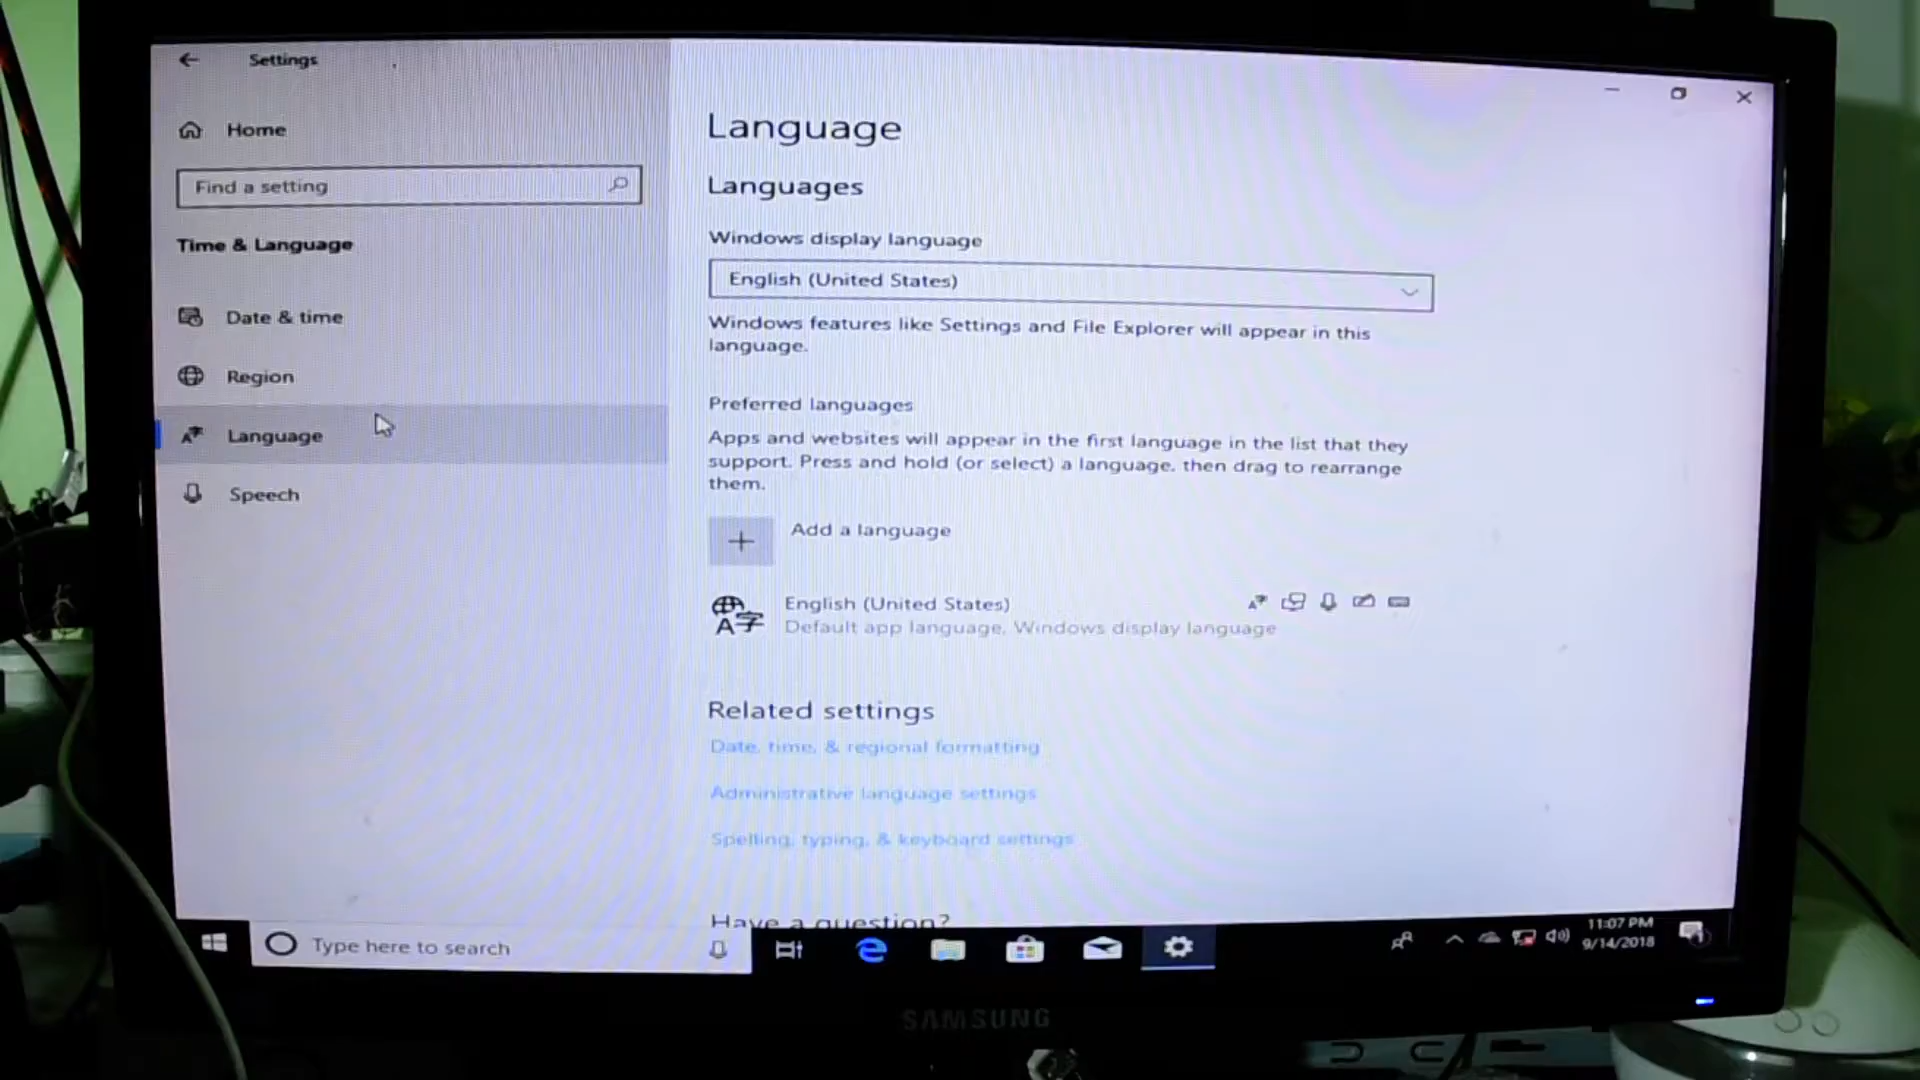 Settings
Home
Find a setting
Time & Language
Date & time
Region
Language
Speech
Language
Languages
Windows display language
English (United States)
Windows features like Settings and File Explorer will appear in this
language.
Preferred languages
Apps and websites will appear in the first language in the list that they
support. Press and hold (or select) a language, then drag to rearrange
them.
Add a language
English (United States)
Default app language, Windows display language
Related settings
Date, time, & regional formatting
Administrative language settings
Spelling, typing, & keyboard settings
Have a question?
Type here to search
11:07 PM
9/14/2018
SAMSUNG